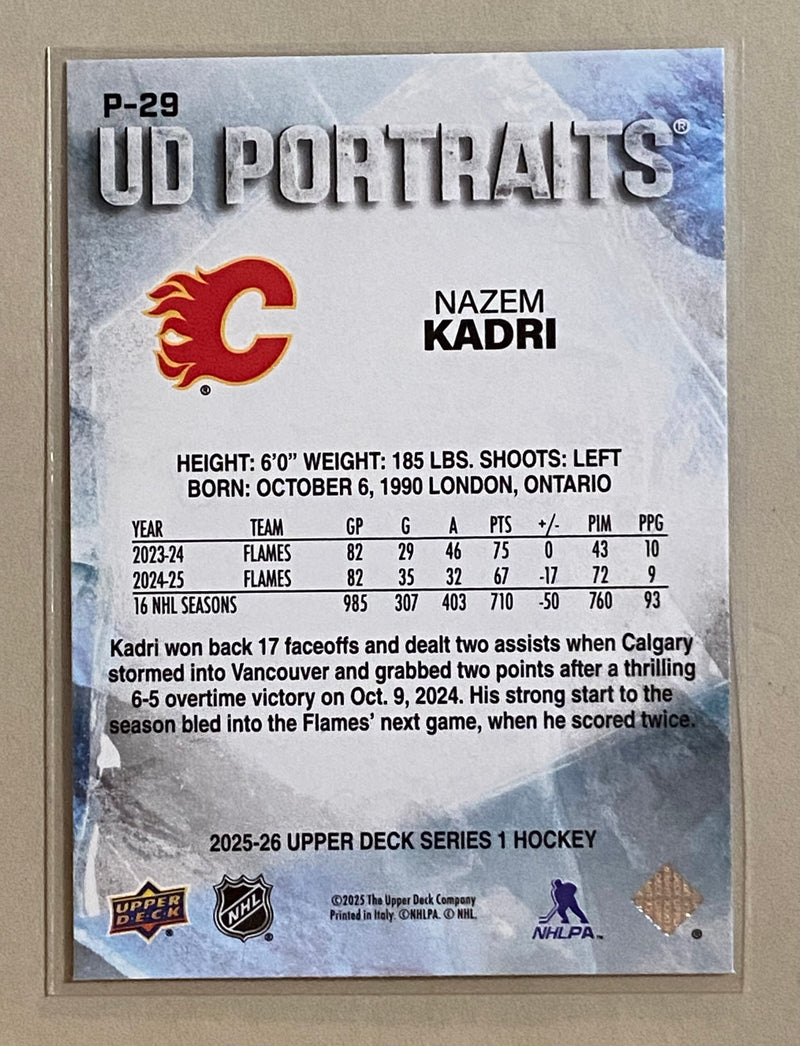 P-29
UD PORTRAITS®
C
®
NAZEM
KADRI
HEIGHT: 6'0" WEIGHT: 185 LBS. SHOOTS: LEFT
BORN: OCTOBER 6, 1990 LONDON, ONTARIO
YEAR TEAM GP G A PTS +/- PIM PPG
2023-24 FLAMES 82 29 46 75 0 43 10
2024-25 FLAMES 82 35 32 67 -17 72 9
16 NHL SEASONS 985 307 403 710 -50 760 93
Kadri won back 17 faceoffs and dealt two assists when Calgary
stormed into Vancouver and grabbed two points after a thrilling
6-5 overtime victory on Oct. 9, 2024. His strong start to the
season bled into the Flames' next game, when he scored twice.
2025-26 UPPER DECK SERIES 1 HOCKEY
UPPER
DECK
®
NHL
®
©2025 The Upper Deck Company
Printed in Italy. ©NHLPA. © NHL.
NHLPA™
®